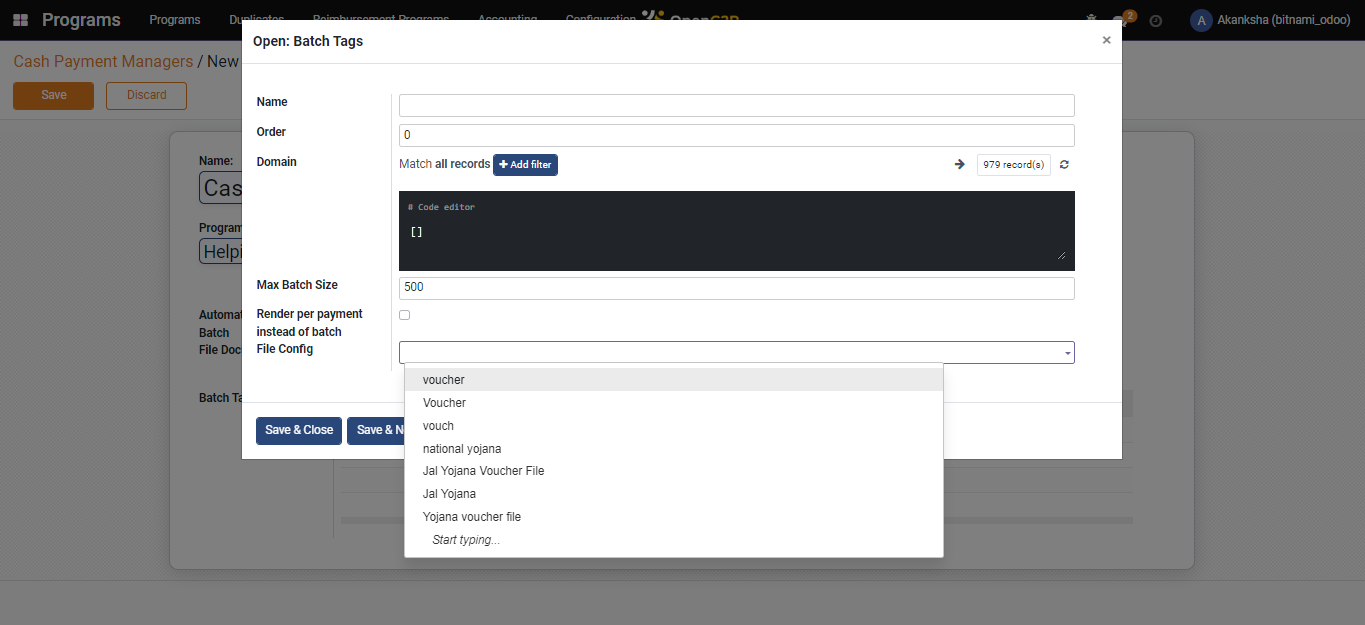 Programs Programs Duplicates Reimbursement Programs Accounting Configuration OpenG2P 2 A Akanksha (bitnami_odoo)
Open: Batch Tags ×
Cash Payment Managers / New
Save Discard
Name:
Cas
Program
Helpi
Automat
Batch
File Doc
Batch Ta
Name
Order 0
Domain Match all records + Add filter 979 record(s)
# Code editor
[]
Max Batch Size 500
Render per payment
instead of batch
File Config
voucher
Voucher
vouch
national yojana
Jal Yojana Voucher File
Jal Yojana
Yojana voucher file
Start typing...
Save & Close Save & N